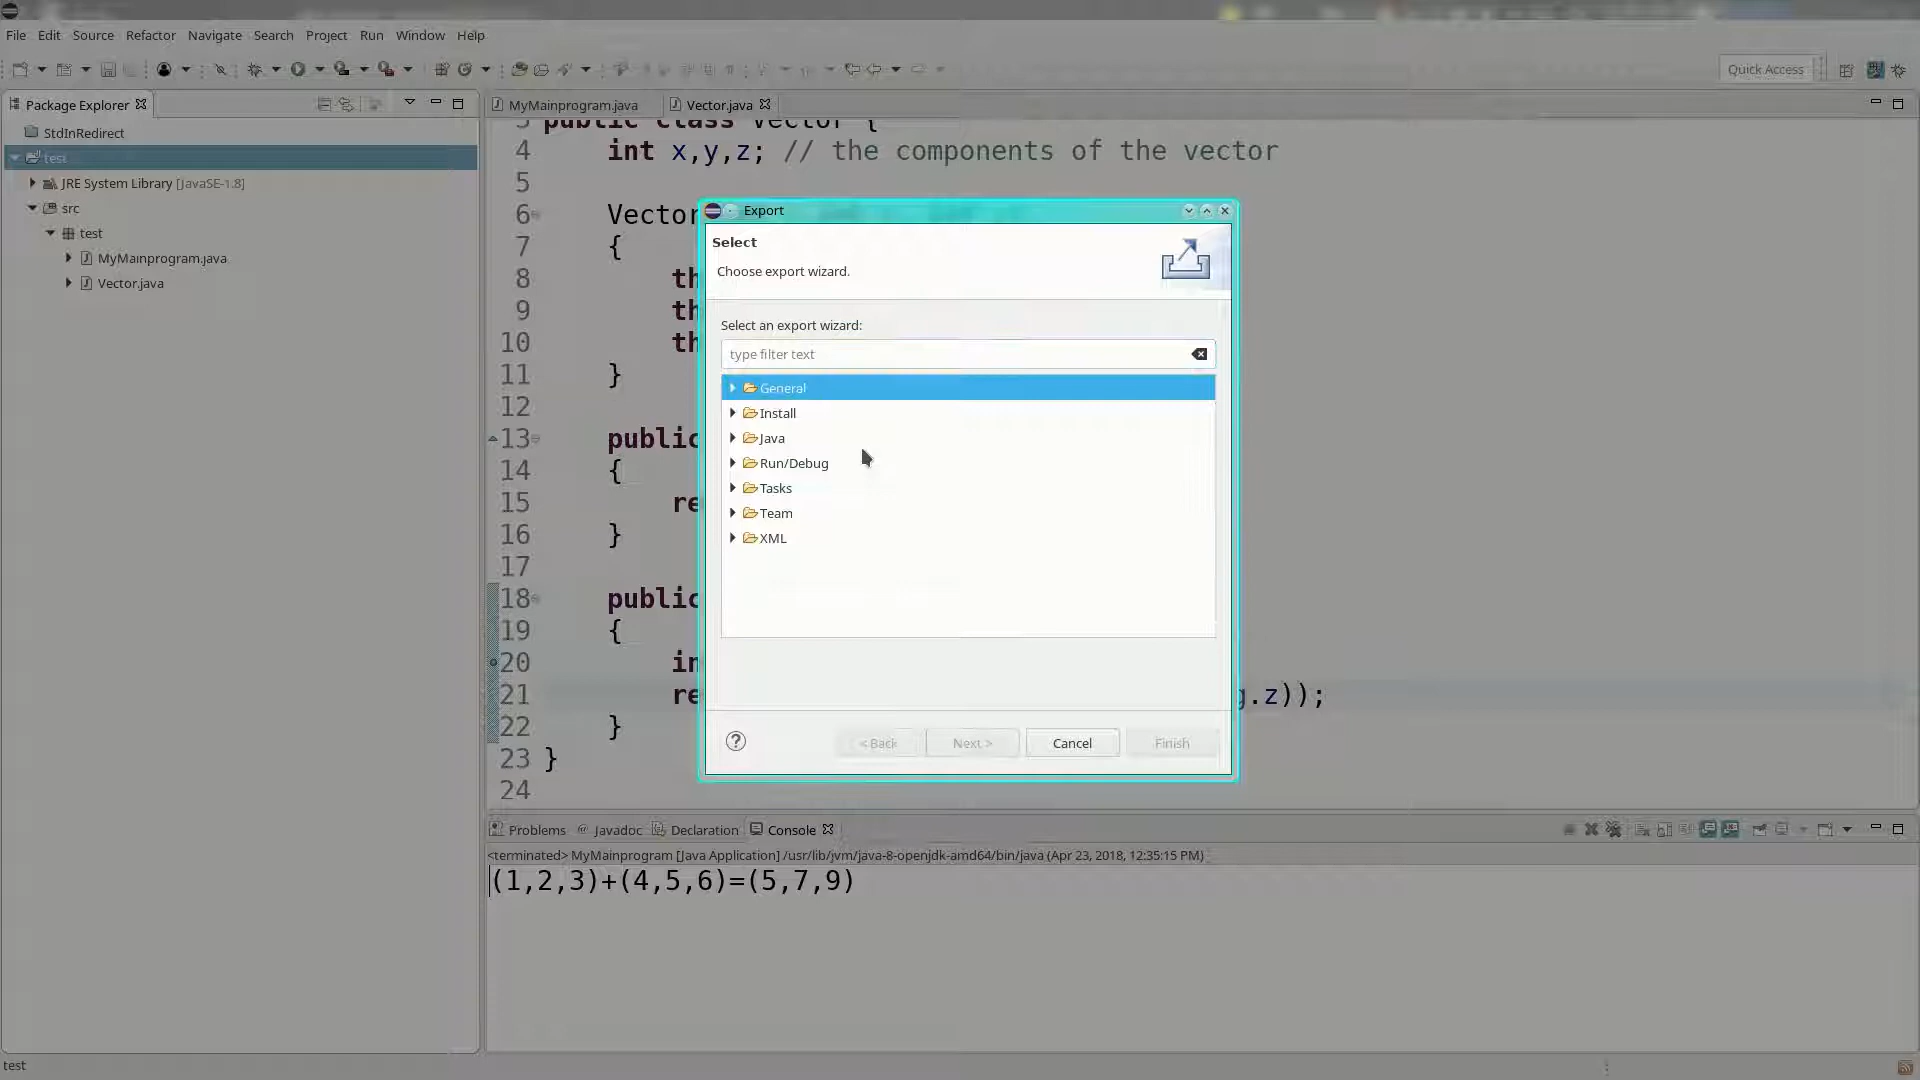 File Edit Source Refactor Navigate Search Project Run Window Help
Quick Access
Package Explorer
StdInRedirect
test
JRE System Library [JavaSE-1.8]
src
test
MyMainprogram.java
Vector.java
MyMainprogram.java Vector.java
3 public class Vector {
4 int x,y,z; // the components of the vector
5
6 Vector
7 {
8 th
9 th
10 th
11 }
12
13 public
14 {
15 re
16 }
17
18 public
19 {
20 in
21 re g.z));
22 }
23 }
24
Export
Select
Choose export wizard.
Select an export wizard:
type filter text
General
Install
Java
Run/Debug
Tasks
Team
XML
?
< Back Next > Cancel Finish
Problems @ Javadoc Declaration Console
<terminated> MyMainprogram [Java Application] /usr/lib/jvm/java-8-openjdk-amd64/bin/java (Apr 23, 2018, 12:35:15 PM)
(1,2,3)+(4,5,6)=(5,7,9)
test